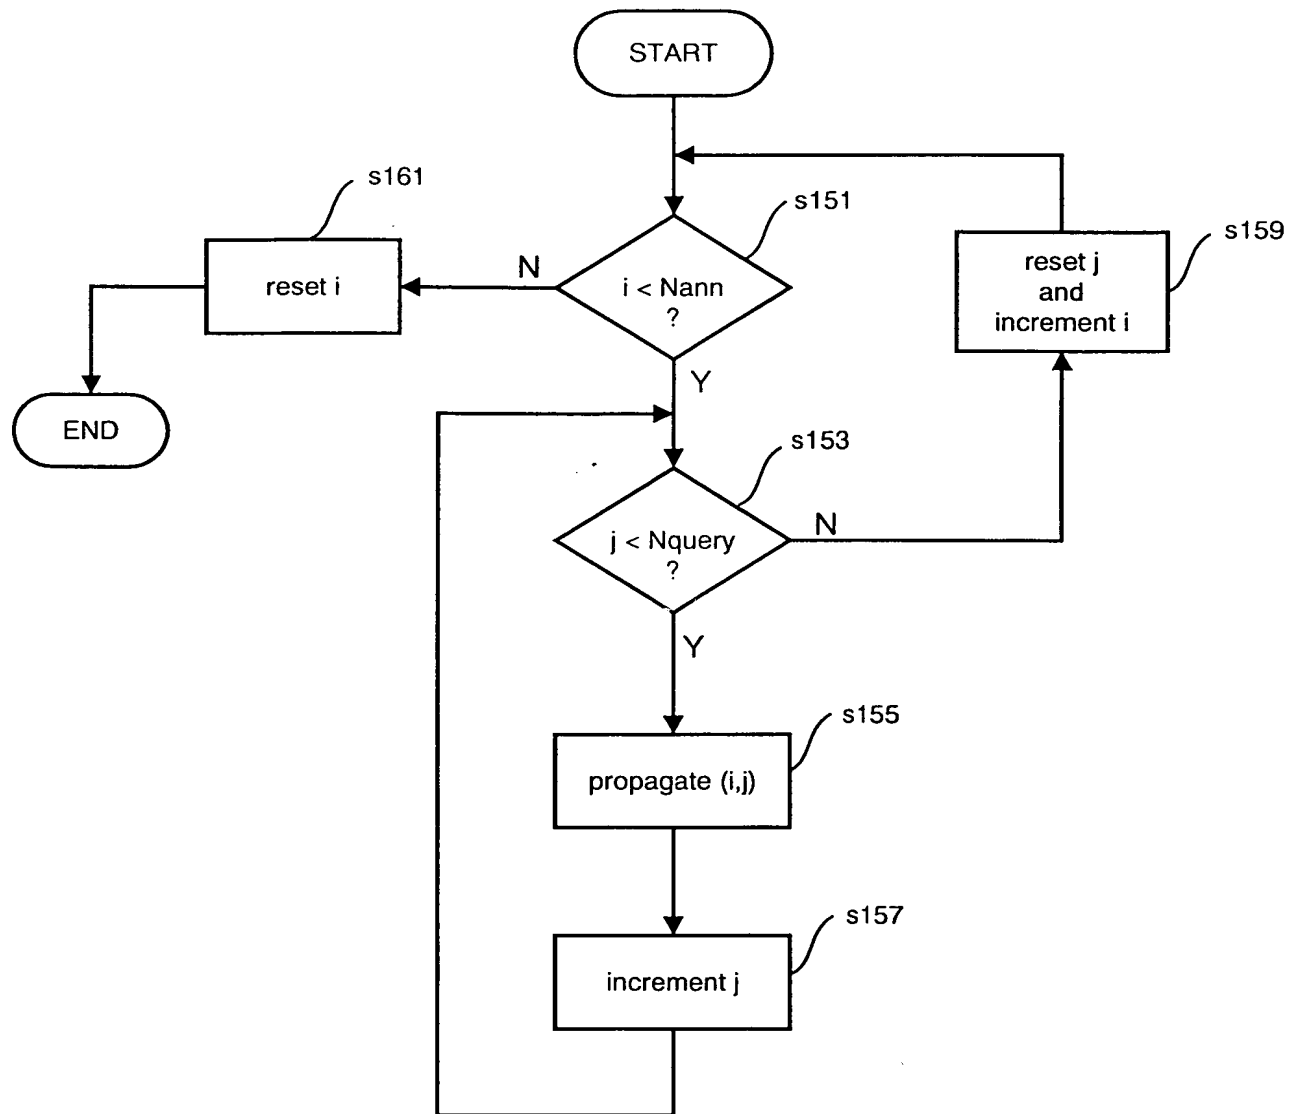 START
s161
s151
s159
N
reset i
i < Nann
?
reset j
and
increment i
Y
END
s153
j < Nquery
?
N
Y
s155
propagate (i,j)
s157
increment j